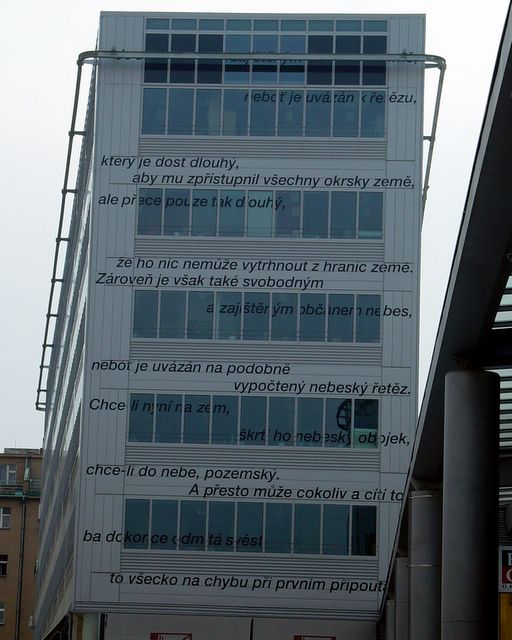 neboť je uvázán k řetězu,
který je dost dlouhý,
aby mu zpřístupnil všechny okrsky země,
ale přece pouze tak dlouhý,
že ho nic nemůže vytrhnout z hranic země.
Zároveň je však také svobodným
a zajištěným občanem nebes,
neboť je uvázán na podobně
vypočtený nebeský řetěz.
Chce-li nyní na zem,
škrtí ho nebeský obojek,
chce-li do nebe, pozemský.
A přesto může cokoliv a cítí to
ba dokonce odmítá svést
to všecko na chybu při prvním připout